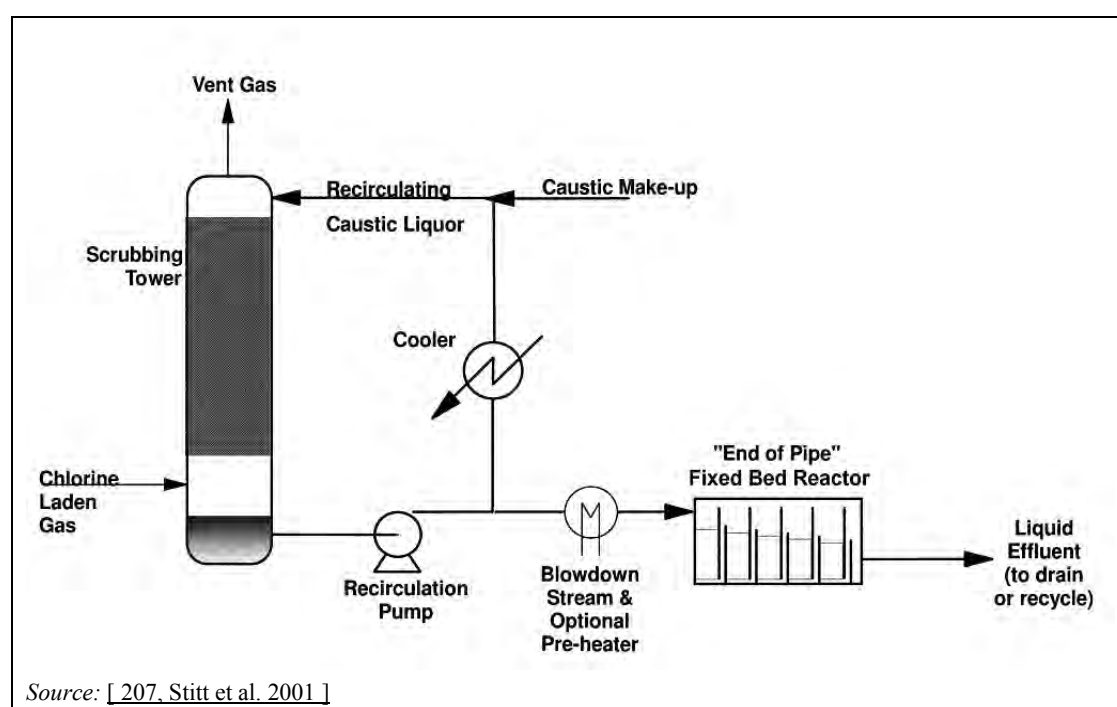 Vent Gas
Recirculating
Caustic Liquor
Caustic Make-up
Scrubbing
Tower
Cooler
Chlorine
Laden
Gas
Recirculation
Pump
Blowdown
Stream &
Optional
Pre-heater
"End of Pipe"
Fixed Bed Reactor
Liquid
Effluent
(to drain
or recycle)
Source: [ 207, Stitt et al. 2001 ]